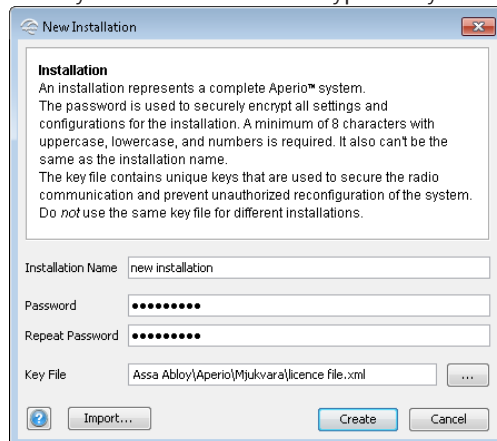 New Installation
Installation
An installation represents a complete Aperio™ system.
The password is used to securely encrypt all settings and
configurations for the installation. A minimum of 8 characters with
uppercase, lowercase, and numbers is required. It also can't be the
same as the installation name.
The key file contains unique keys that are used to secure the radio
communication and prevent unauthorized reconfiguration of the system.
Do not use the same key file for different installations.
Installation Name new installation
Password ●●●●●●●●●
Repeat Password ●●●●●●●●●
Key File Assa Abloy\Aperio\Mjukvara\licence file.xml ...
? Import... Create Cancel